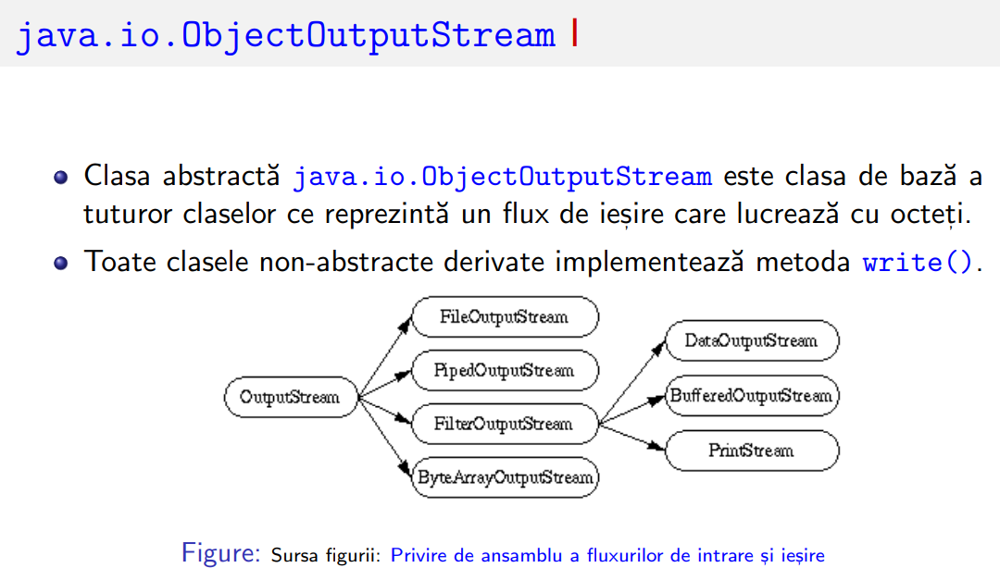 java.io.ObjectOutputStream I
Clasa abstractă java.io.ObjectOutputStream este clasa de bază a
tuturor claselor ce reprezintă un flux de ieșire care lucrează cu octeți.
Toate clasele non-abstracte derivate implementează metoda write().
OutputStream
FileOutputStream
PipedOutputStream
FilterOutputStream
ByteArrayOutputStream
DataOutputStream
BufferedOutputStream
PrintStream
Figure: Sursa figurii: Privire de ansamblu a fluxurilor de intrare și ieșire